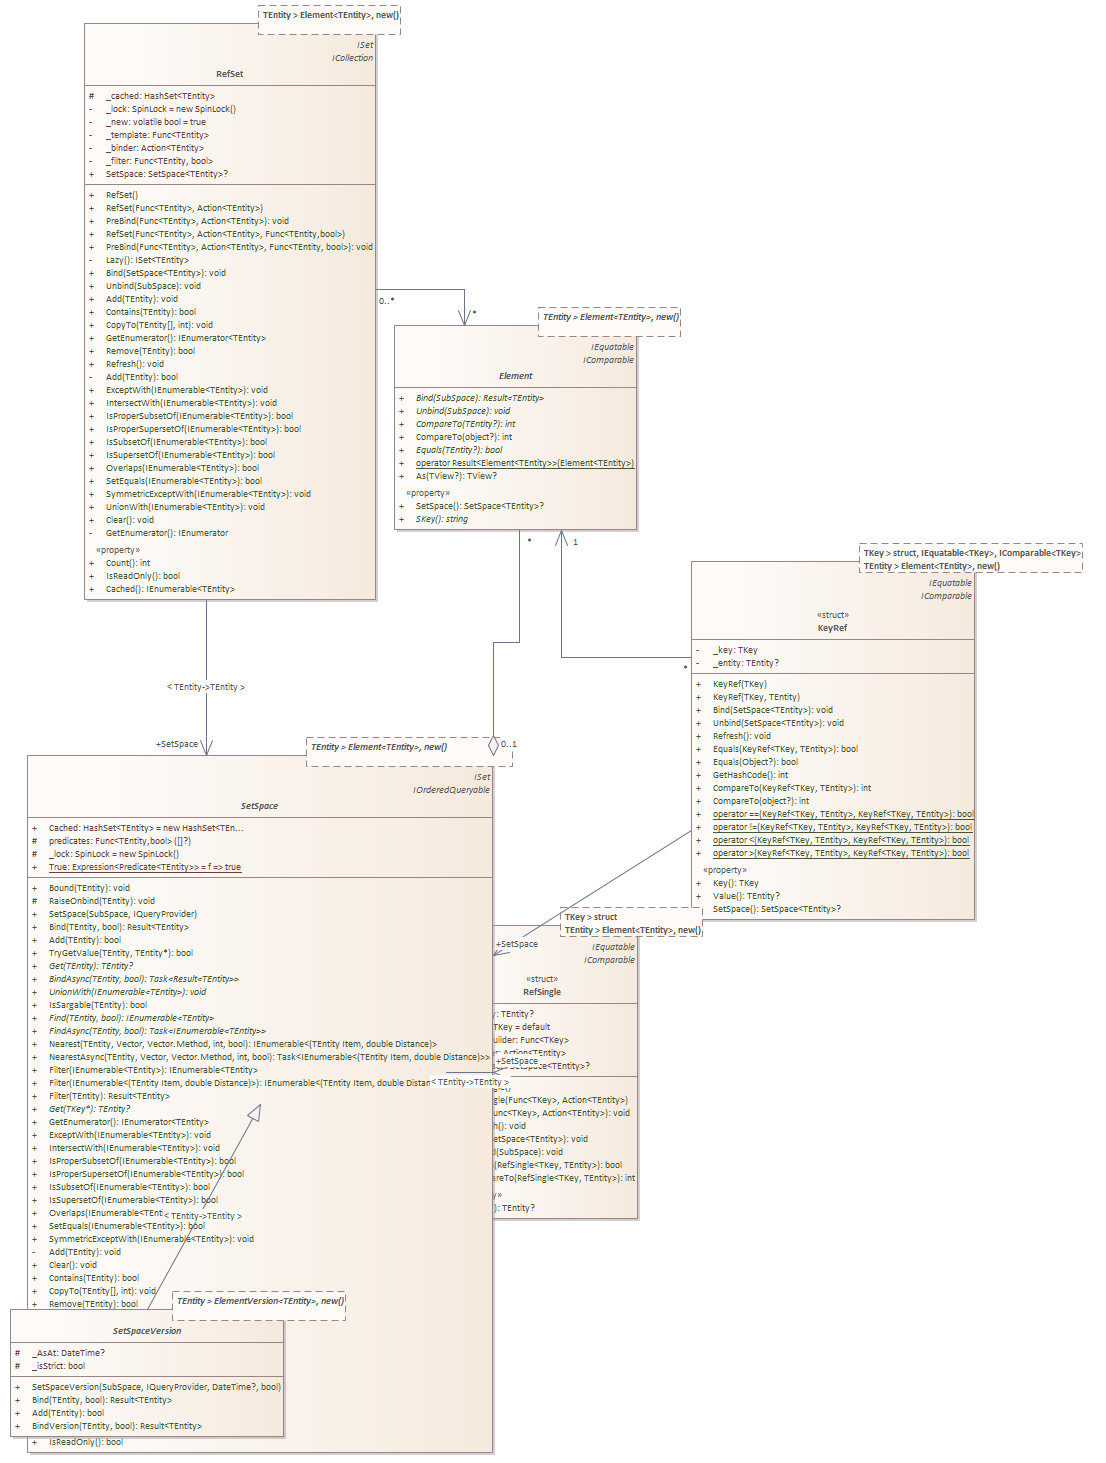 TEntity > Element<TEntity>, new()
ISet
ICollection
RefSet
# _cached: HashSet<TEntity>
- _lock: SpinLock = new SpinLock()
- _new: volatile bool = true
- _template: Func<TEntity>
- _binder: Action<TEntity>
- _filter: Func<TEntity, bool>
+ SetSpace: SetSpace<TEntity>?
+ RefSet()
+ RefSet(Func<TEntity>, Action<TEntity>)
+ PreBind(Func<TEntity>, Action<TEntity>): void
+ RefSet(Func<TEntity>, Action<TEntity>, Func<TEntity,bool>)
+ PreBind(Func<TEntity>, Action<TEntity>, Func<TEntity, bool>): void
- Lazy(): ISet<TEntity>
+ Bind(SetSpace<TEntity>): void
+ Unbind(SubSpace): void
+ Add(TEntity): void
+ Contains(TEntity): bool
+ CopyTo(TEntity[], int): void
+ GetEnumerator(): IEnumerator<TEntity>
+ Remove(TEntity): bool
+ Refresh(): void
- Add(TEntity): bool
+ ExceptWith(IEnumerable<TEntity>): void
+ IntersectWith(IEnumerable<TEntity>): void
+ IsProperSubsetOf(IEnumerable<TEntity>): bool
+ IsProperSupersetOf(IEnumerable<TEntity>): bool
+ IsSubsetOf(IEnumerable<TEntity>): bool
+ IsSupersetOf(IEnumerable<TEntity>): bool
+ Overlaps(IEnumerable<TEntity>): bool
+ SetEquals(IEnumerable<TEntity>): bool
+ SymmetricExceptWith(IEnumerable<TEntity>): void
+ UnionWith(IEnumerable<TEntity>): void
+ Clear(): void
- GetEnumerator(): IEnumerator
«property»
+ Count(): int
+ IsReadOnly(): bool
+ Cached(): IEnumerable<TEntity>
0..*
*
TEntity > Element<TEntity>, new()
IEquatable
IComparable
Element
+ Bind(SubSpace): Result<TEntity>
+ Unbind(SubSpace): void
+ CompareTo(TEntity?): int
+ CompareTo(object?): int
+ Equals(TEntity?): bool
+ operator Result<Element<TEntity>>(Element<TEntity>)
+ As(TView?): TView?
«property»
+ SetSpace(): SetSpace<TEntity>?
+ SKey(): string
*
1
TKey > struct, IEquatable<TKey>, IComparable<TKey>
TEntity > Element<TEntity>, new()
IEquatable
IComparable
«struct»
KeyRef
- _key: TKey
- _entity: TEntity?
+ KeyRef(TKey)
+ KeyRef(TKey, TEntity)
+ Bind(SetSpace<TEntity>): void
+ Unbind(SetSpace<TEntity>): void
+ Refresh(): void
+ Equals(KeyRef<TKey, TEntity>): bool
+ Equals(Object?): bool
+ GetHashCode(): int
+ CompareTo(KeyRef<TKey, TEntity>): int
+ CompareTo(object?): int
+ operator ==(KeyRef<TKey, TEntity>, KeyRef<TKey, TEntity>): bool
+ operator !=(KeyRef<TKey, TEntity>, KeyRef<TKey, TEntity>): bool
+ operator <(KeyRef<TKey, TEntity>, KeyRef<TKey, TEntity>): bool
+ operator >(KeyRef<TKey, TEntity>, KeyRef<TKey, TEntity>): bool
«property»
+ Key(): TKey
+ Value(): TEntity?
SetSpace(): SetSpace<TEntity>?
*
< TEntity->TEntity >
+SetSpace
0..1
TEntity > Element<TEntity>, new()
ISet
IOrderedQueryable
SetSpace
+ Cached: HashSet<TEntity> = new HashSet<TEn...
# predicates: Func<TEntity,bool> ([]?)
# _lock: SpinLock = new SpinLock()
+ True: Expression<Predicate<TEntity>> = f => true
+ Bound(TEntity): void
# RaiseOnbind(TEntity): void
+ SetSpace(SubSpace, IQueryProvider)
+ Bind(TEntity, bool): Result<TEntity>
+ Add(TEntity): bool
+ TryGetValue(TEntity, TEntity*): bool
+ Get(TEntity): TEntity?
+ BindAsync(TEntity, bool): Task<Result<TEntity>>
+ UnionWith(IEnumerable<TEntity>): void
+ IsSargable(TEntity): bool
+ Find(TEntity, bool): IEnumerable<TEntity>
+ FindAsync(TEntity, bool): Task<IEnumerable<TEntity>>
+ Nearest(TEntity, Vector, Vector.Method, int, bool): IEnumerable<(TEntity Item, double Distance)>
+ NearestAsync(TEntity, Vector, Vector.Method, int, bool): Task<IEnumerable<(TEntity Item, double Distance)>>
+ Filter(IEnumerable<TEntity>): IEnumerable<TEntity>
+ Filter(IEnumerable<(TEntity Item, double Distance)>): IEnumerable<(TEntity Item, double Distan
+ Filter(TEntity): Result<TEntity>
+ Get(TKey*): TEntity?
+ GetEnumerator(): IEnumerator<TEntity>
+ ExceptWith(IEnumerable<TEntity>): void
+ IntersectWith(IEnumerable<TEntity>): void
+ IsProperSubsetOf(IEnumerable<TEntity>): bool
+ IsProperSupersetOf(IEnumerable<TEntity>): bool
+ IsSubsetOf(IEnumerable<TEntity>): bool
+ IsSupersetOf(IEnumerable<TEntity>): bool
+ Overlaps(IEnumerable<TEnti
< TEntity->TEntity >
+ SetEquals(IEnumerable<TEntity>): bool
+ SymmetricExceptWith(IEnumerable<TEntity>): void
- Add(TEntity): void
+ Clear(): void
+ Contains(TEntity): bool
+ CopyTo(TEntity[], int): void
+ Remove(TEntity): bool
+ IsReadOnly(): bool
TKey > struct
TEntity > Element<TEntity>, new()
+SetSpace
IEquatable
IComparable
«struct»
RefSingle
y: TEntity?
TKey = default
uilder: Func<TKey>
r: Action<TEntity>
+SetSpace
etSpace<TEntity>?
< TEntity->TEntity >
gle(Func<TKey>, Action<TEntity>)
unc<TKey>, Action<TEntity>): void
h(): void
etSpace<TEntity>): void
d(SubSpace): void
(RefSingle<TKey, TEntity>): bool
areTo(RefSingle<TKey, TEntity>): int
y»
): TEntity?
TEntity > ElementVersion<TEntity>, new()
SetSpaceVersion
# _AsAt: DateTime?
# _isStrict: bool
+ SetSpaceVersion(SubSpace, IQueryProvider, DateTime?, bool)
+ Bind(TEntity, bool): Result<TEntity>
+ Add(TEntity): bool
+ BindVersion(TEntity, bool): Result<TEntity>